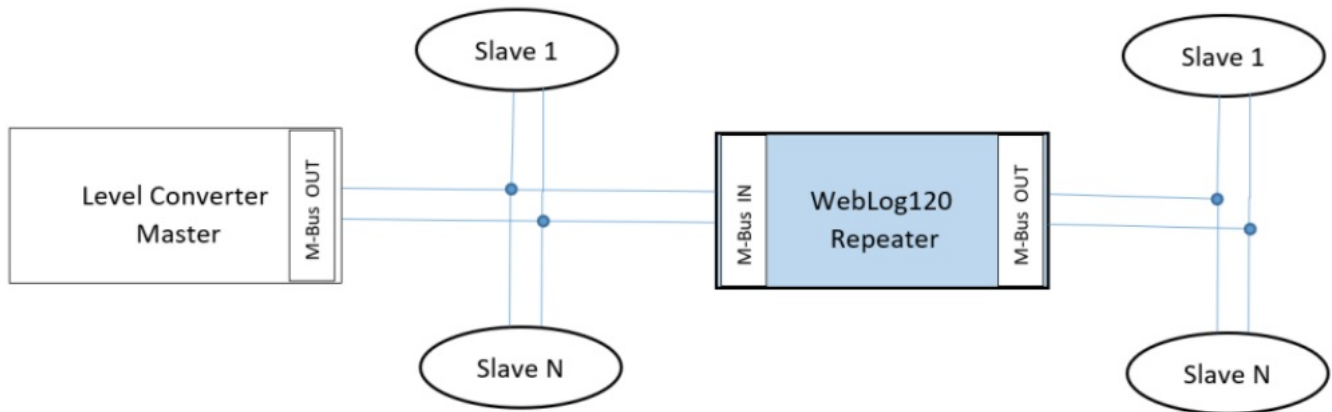 Slave 1
Slave 1
Level Converter
Master
M-Bus OUT
M-Bus IN
WebLog120
Repeater
M-Bus OUT
Slave N
Slave N